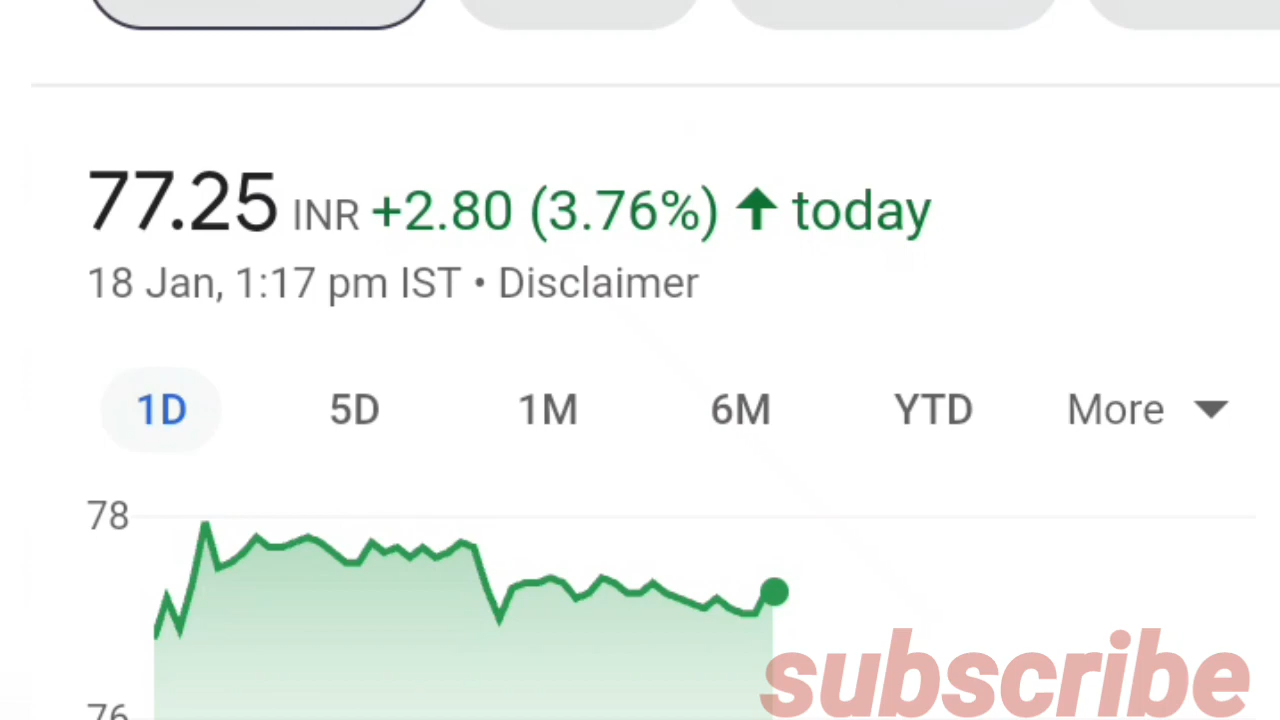 77.25 INR +2.80 (3.76%) ↑ today
18 Jan, 1:17 pm IST • Disclaimer
1D 5D 1M 6M YTD More
78
76
subscribe